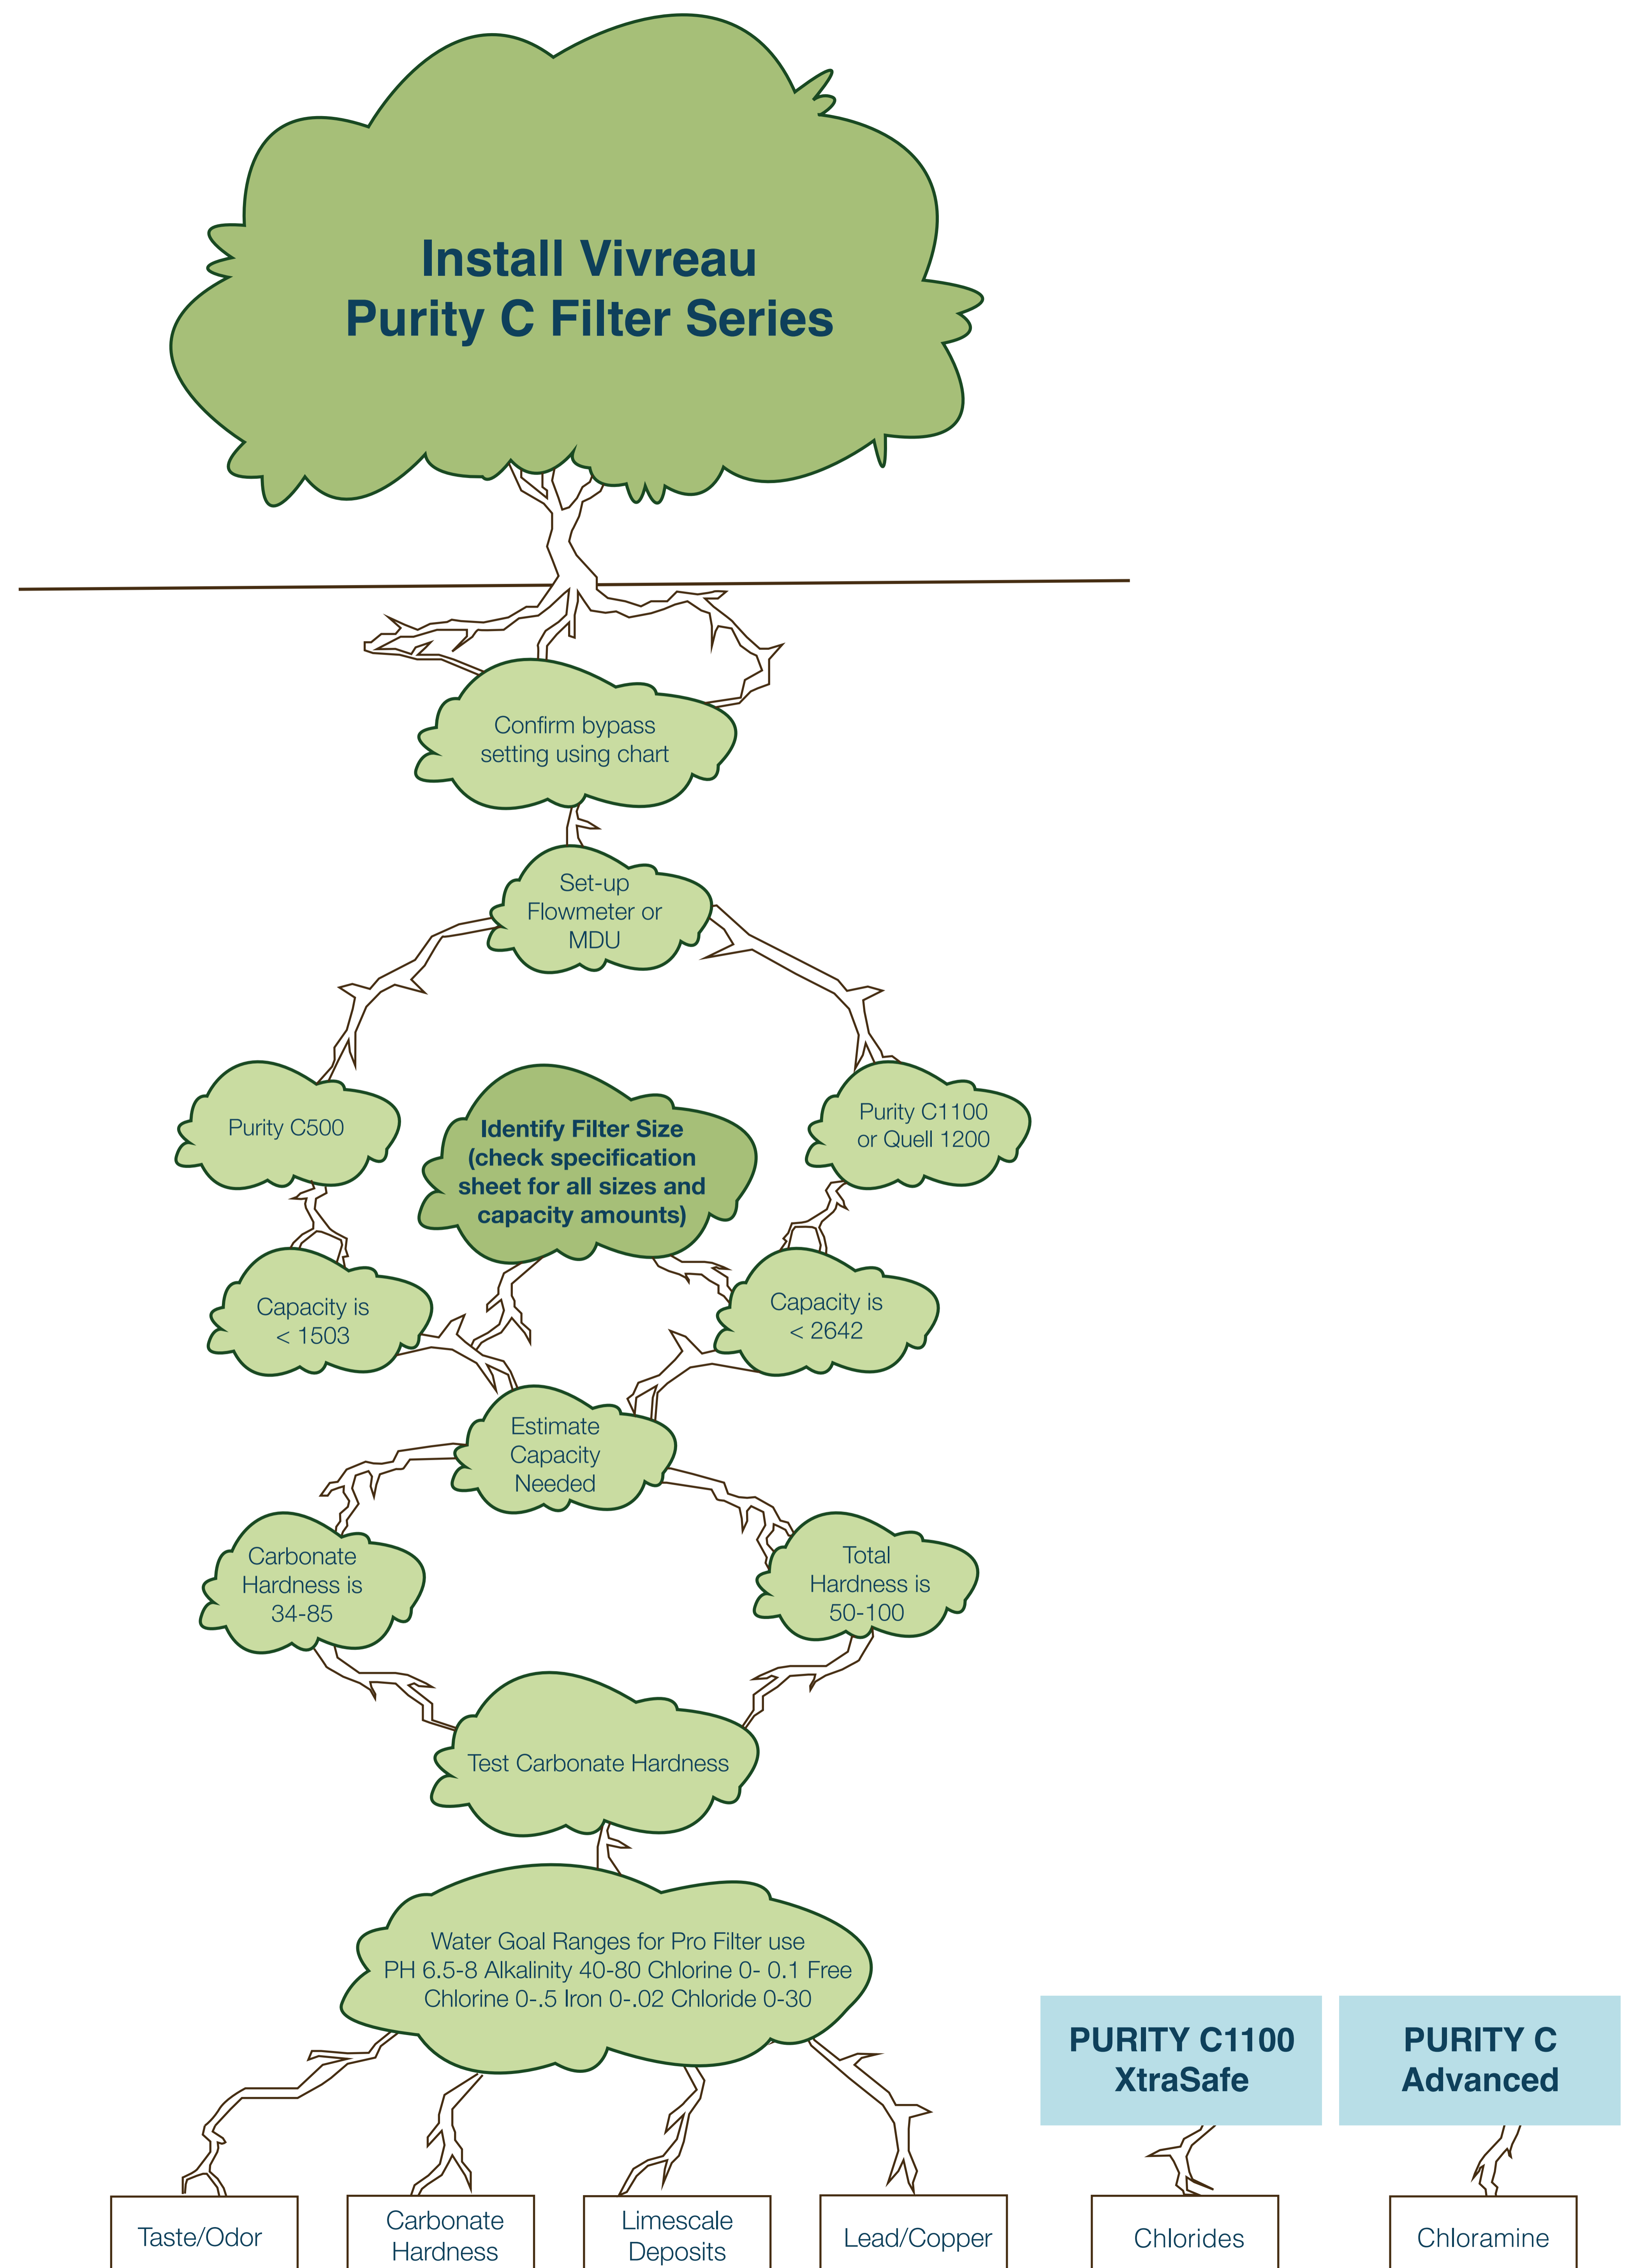 Install Vivreau
Purity C Filter Series
Confirm bypass
setting using chart
Set-up
Flowmeter or
MDU
Purity C500
Identify Filter Size
(check specification
sheet for all sizes and
capacity amounts)
Purity C1100
or Quell 1200
Capacity is
< 1503
Capacity is
< 2642
Estimate
Capacity
Needed
Carbonate
Hardness is
34-85
Total
Hardness is
50-100
Test Carbonate Hardness
Water Goal Ranges for Pro Filter use
PH 6.5-8 Alkalinity 40-80 Chlorine 0- 0.1 Free
Chlorine 0-.5 Iron 0-.02 Chloride 0-30
PURITY C1100
XtraSafe
PURITY C
Advanced
Taste/Odor
Carbonate
Hardness
Limescale
Deposits
Lead/Copper
Chlorides
Chloramine